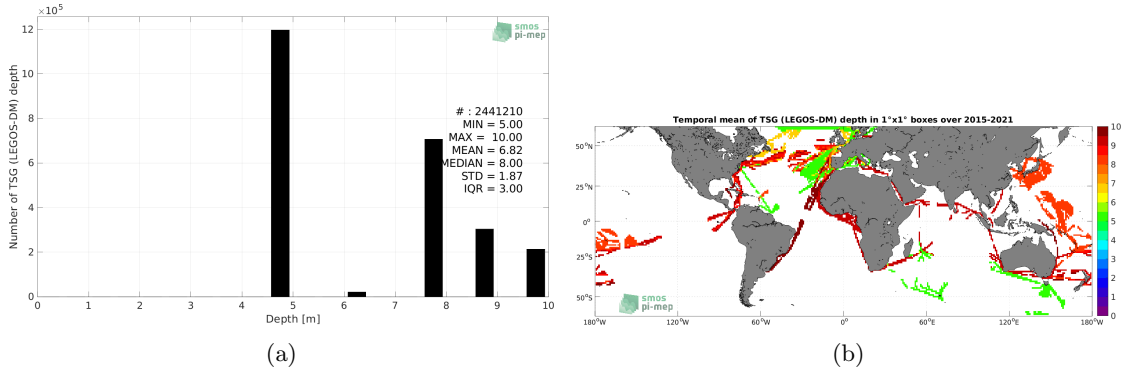 ×10⁵
12
10
8
6
4
2
0
Number of TSG (LEGOS-DM) depth
smos
pi-mep
# : 2441210
MIN = 5.00
MAX = 10.00
MEAN = 6.82
MEDIAN = 8.00
STD = 1.87
IQR = 3.00
0 1 2 3 4 5 6 7 8 9 10
Depth [m]
(a)
Temporal mean of TSG (LEGOS-DM) depth in 1°x1° boxes over 2015-2021
50°N
25°N
0°
25°S
50°S
smos
pi-mep
180°W 120°W 60°W 0° 60°E 120°E 180°W
10
9
8
7
6
5
4
3
2
1
0
(b)